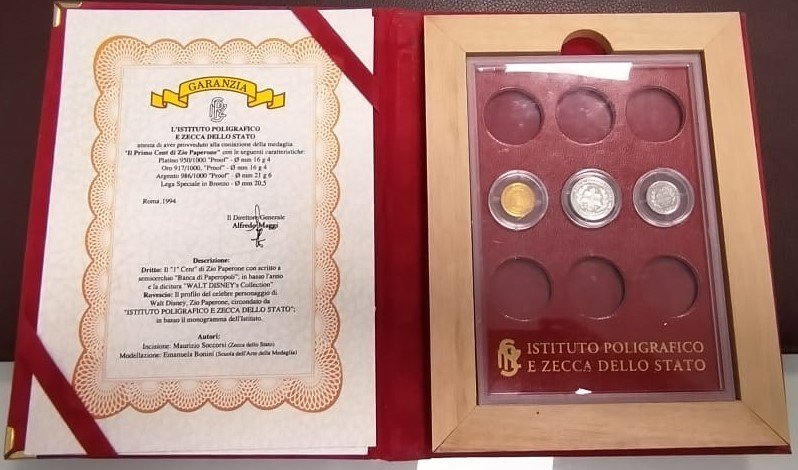 GARANZIA
L'ISTITUTO POLIGRAFICO
E ZECCA DELLO STATO
attesta di aver provveduto alla coniazione della medaglia
"Il Primo Cent di Zio Paperone" con le seguenti caratteristiche:
Platino 950/1000 "Proof" - Ø mm 16 g 4
Oro 917/1000, "Proof" - Ø mm 16 g 4
Argento 986/1000 "Proof" - Ø mm 21 g 6
Lega Speciale in Bronzo - Ø mm 20,5
Roma 1994
Il Direttore Generale
Alfredo Maggi
Descrizione:
Dritto: Il "1° Cent" di Zio Paperone con scritto a
semicerchio "Banca di Paperopoli"; in basso l'anno
e la dicitura "WALT DISNEY's Collection"
Rovescio: Il profilo del celebre personaggio di
Walt Disney, Zio Paperone, circondato da
"ISTITUTO POLIGRAFICO E ZECCA DELLO STATO";
in basso il monogramma dell'Istituto.
Autori:
Incisione: Maurizio Soccorsi (Zecca dello Stato)
Modellazione: Emanuela Bonini (Scuola dell'Arte della Medaglia)
ISTITUTO POLIGRAFICO
E ZECCA DELLO STATO